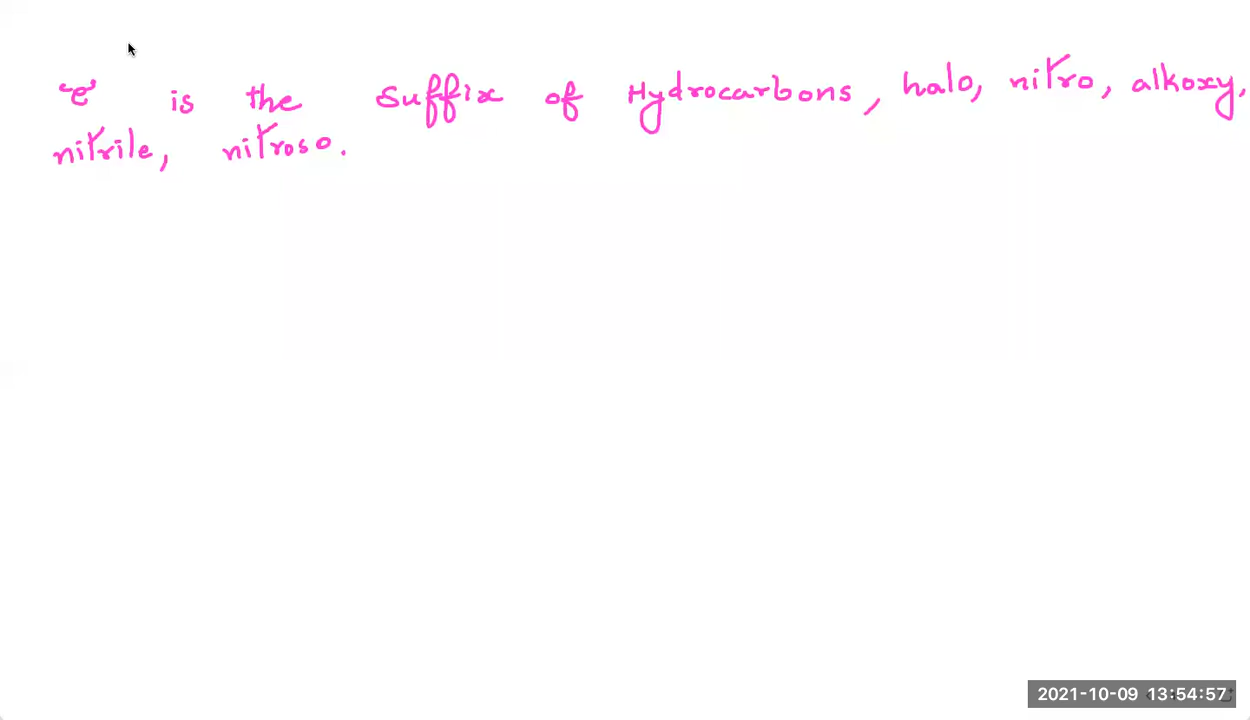 "e" is the suffix of Hydrocarbons, halo, nitro, alkoxy,
nitrile, nitroso.
2021-10-09 13:54:57